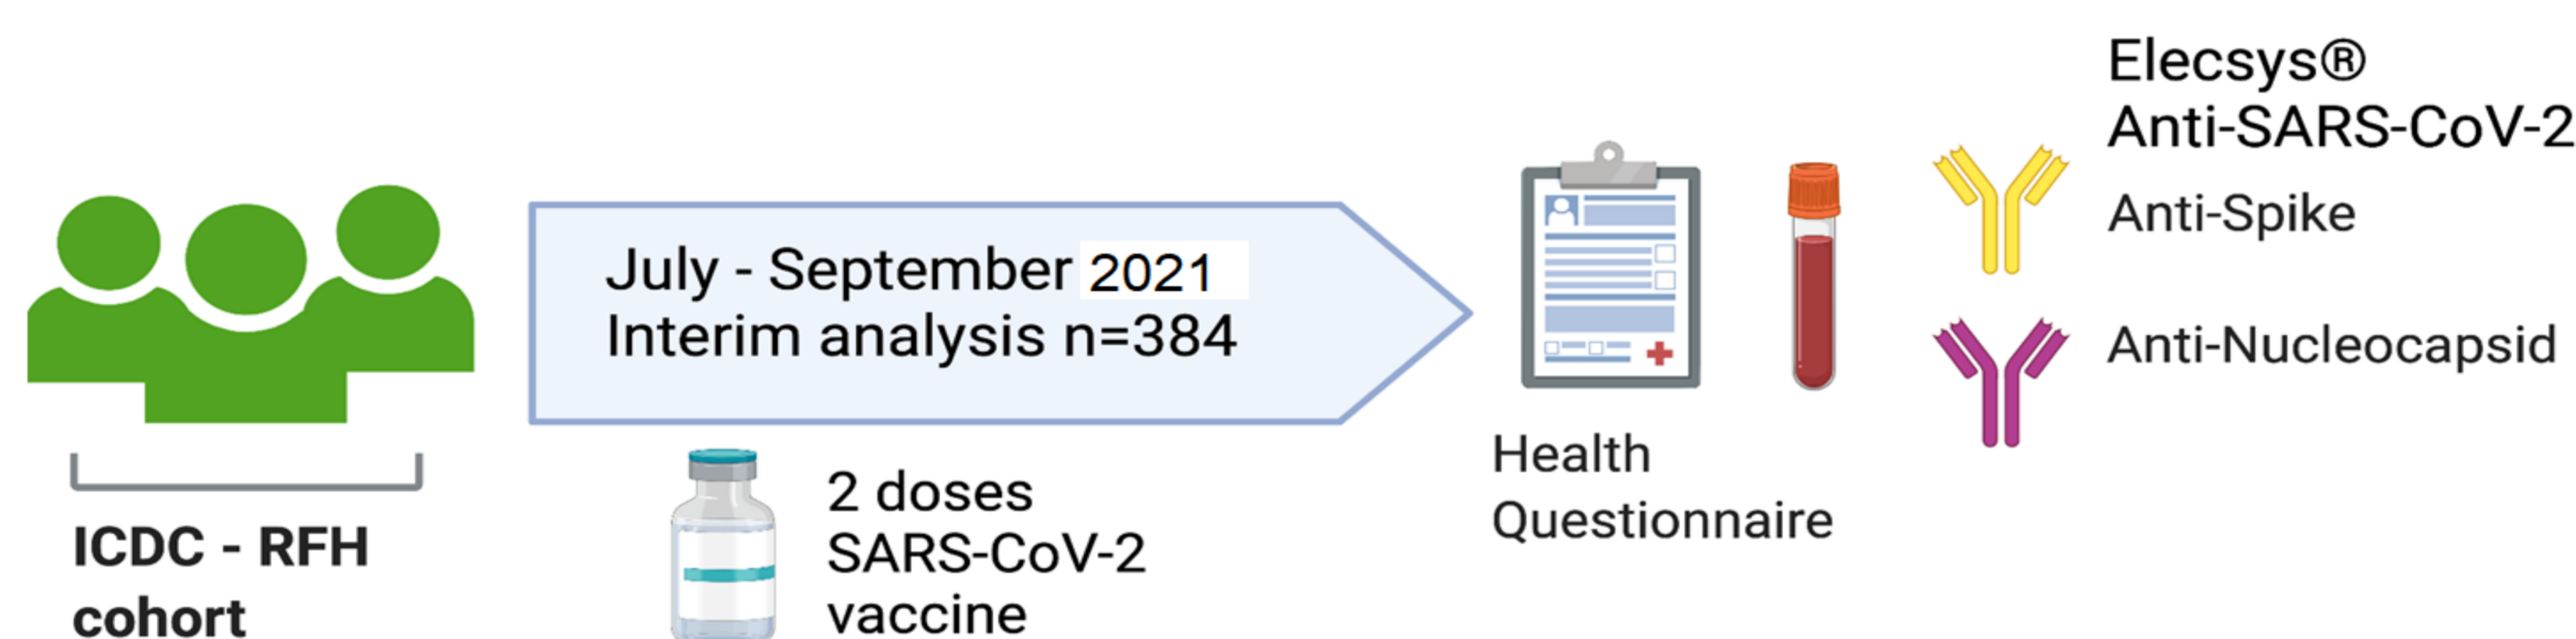 ICDC - RFH
cohort
July - September 2021
Interim analysis n=384
2 doses
SARS-CoV-2
vaccine
Health
Questionnaire
Elecsys®
Anti-SARS-CoV-2
Anti-Spike
Anti-Nucleocapsid